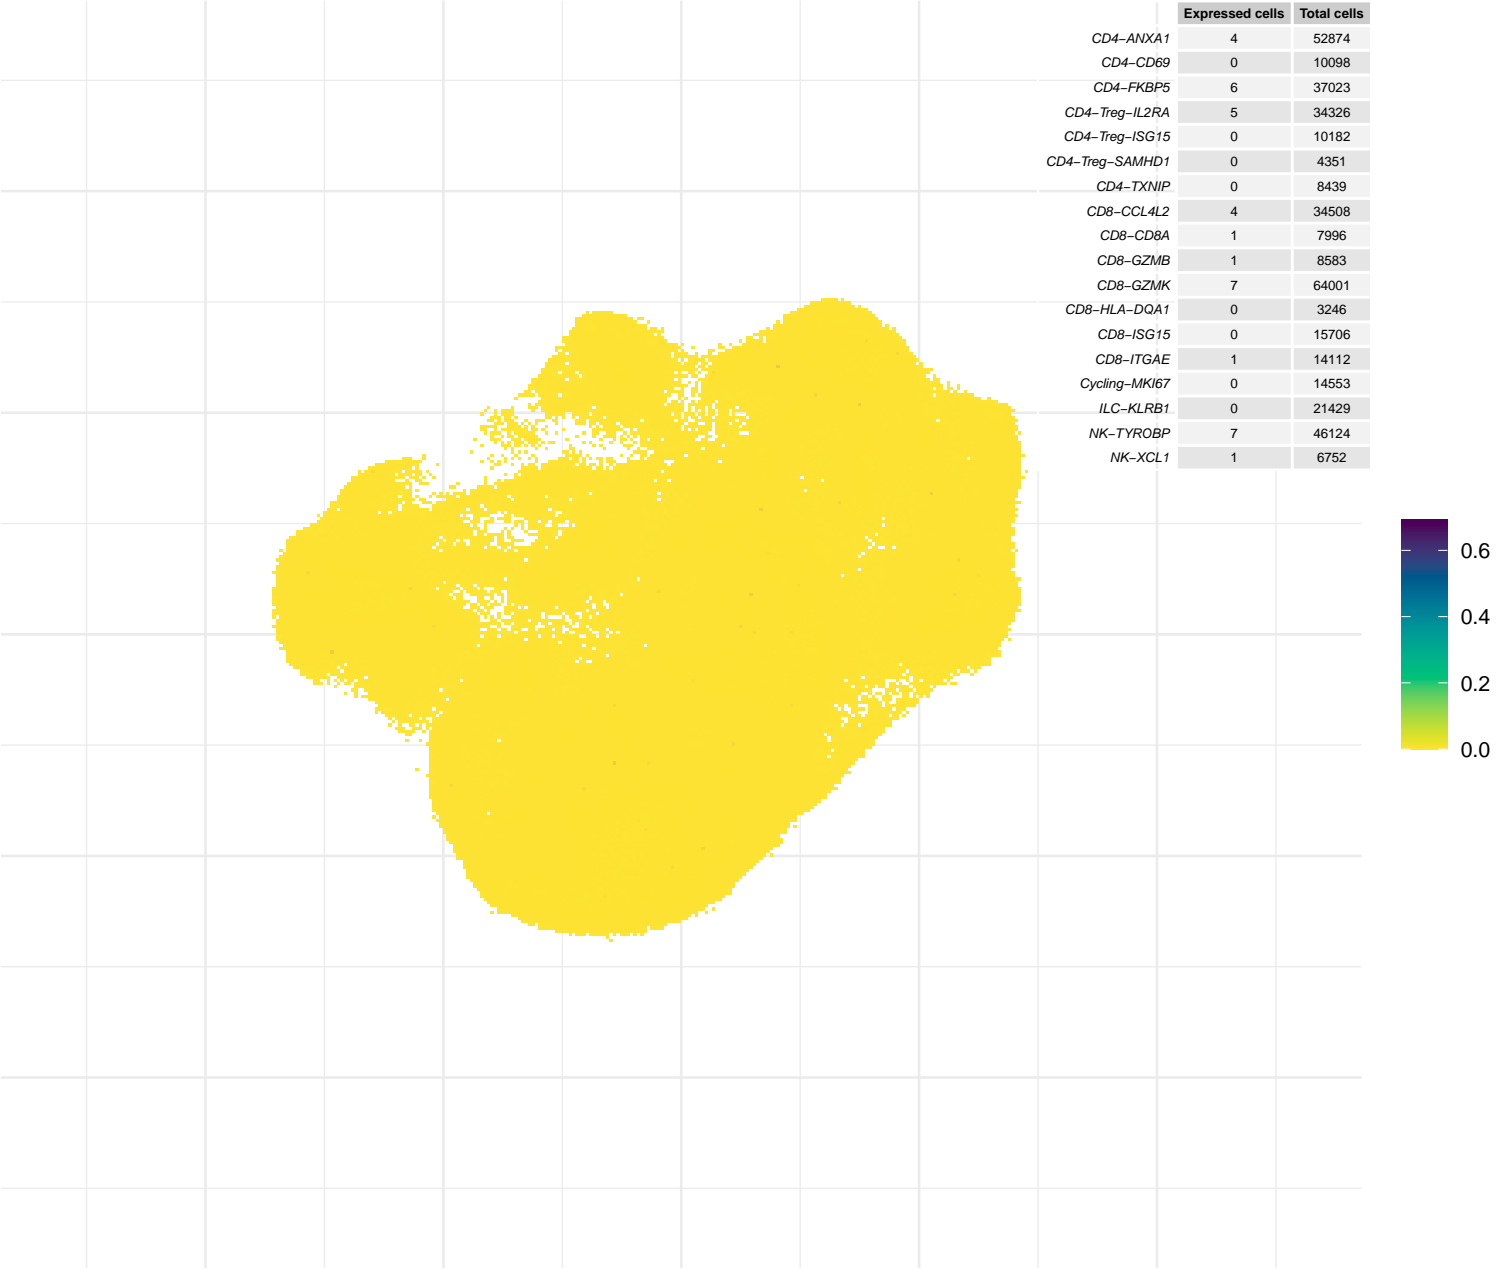 Expressed cells Total cells
CD4−ANXA1 4 52874
CD4−CD69 0 10098
CD4−FKBP5 6 37023
CD4−Treg−IL2RA 5 34326
CD4−Treg−ISG15 0 10182
CD4−Treg−SAMHD1 0 4351
CD4−TXNIP 0 8439
CD8−CCL4L2 4 34508
CD8−CD8A 1 7996
CD8−GZMB 1 8583
CD8−GZMK 7 64001
CD8−HLA−DQA1 0 3246
CD8−ISG15 0 15706
CD8−ITGAE 1 14112
Cycling−MKI67 0 14553
ILC−KLRB1 0 21429
NK−TYROBP 7 46124
NK−XCL1 1 6752
0.6
0.4
0.2
0.0